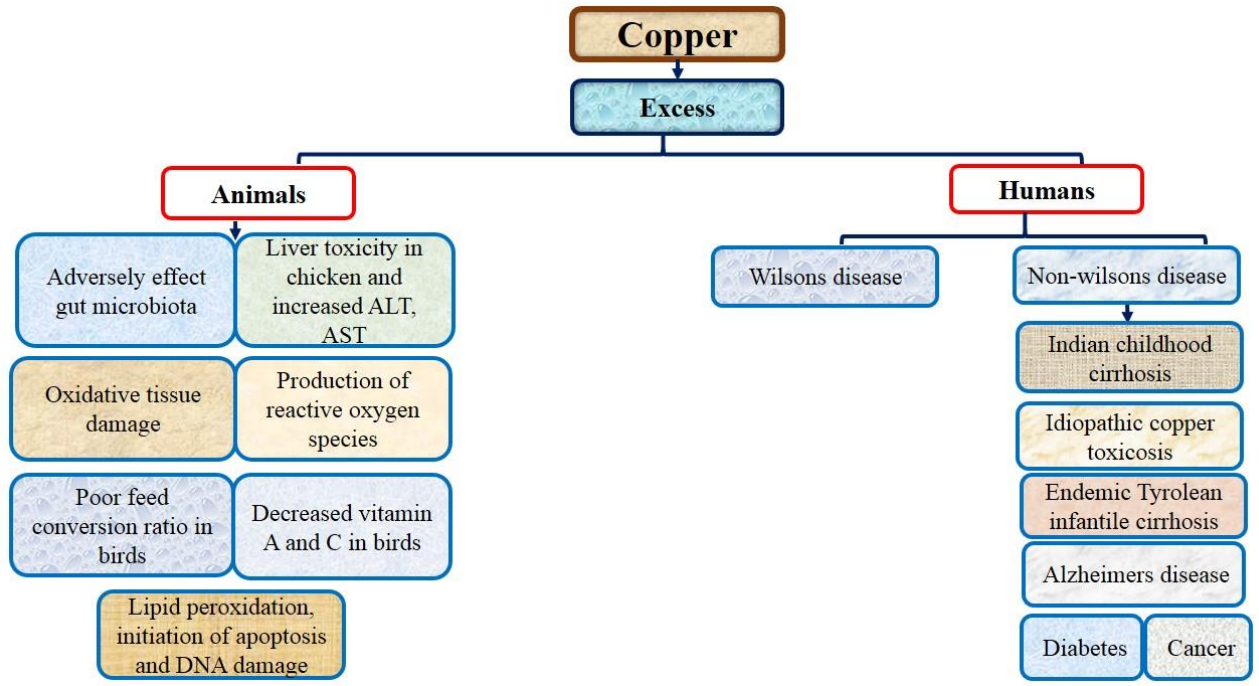 Copper
Excess
Animals
Humans
Adversely effect
gut microbiota
Liver toxicity in
chicken and
increased ALT,
AST
Oxidative tissue
damage
Production of
reactive oxygen
species
Poor feed
conversion ratio in
birds
Decreased vitamin
A and C in birds
Lipid peroxidation,
initiation of apoptosis
and DNA damage
Wilsons disease
Non-wilsons disease
Indian childhood
cirrhosis
Idiopathic copper
toxicosis
Endemic Tyrolean
infantile cirrhosis
Alzheimers disease
Diabetes
Cancer